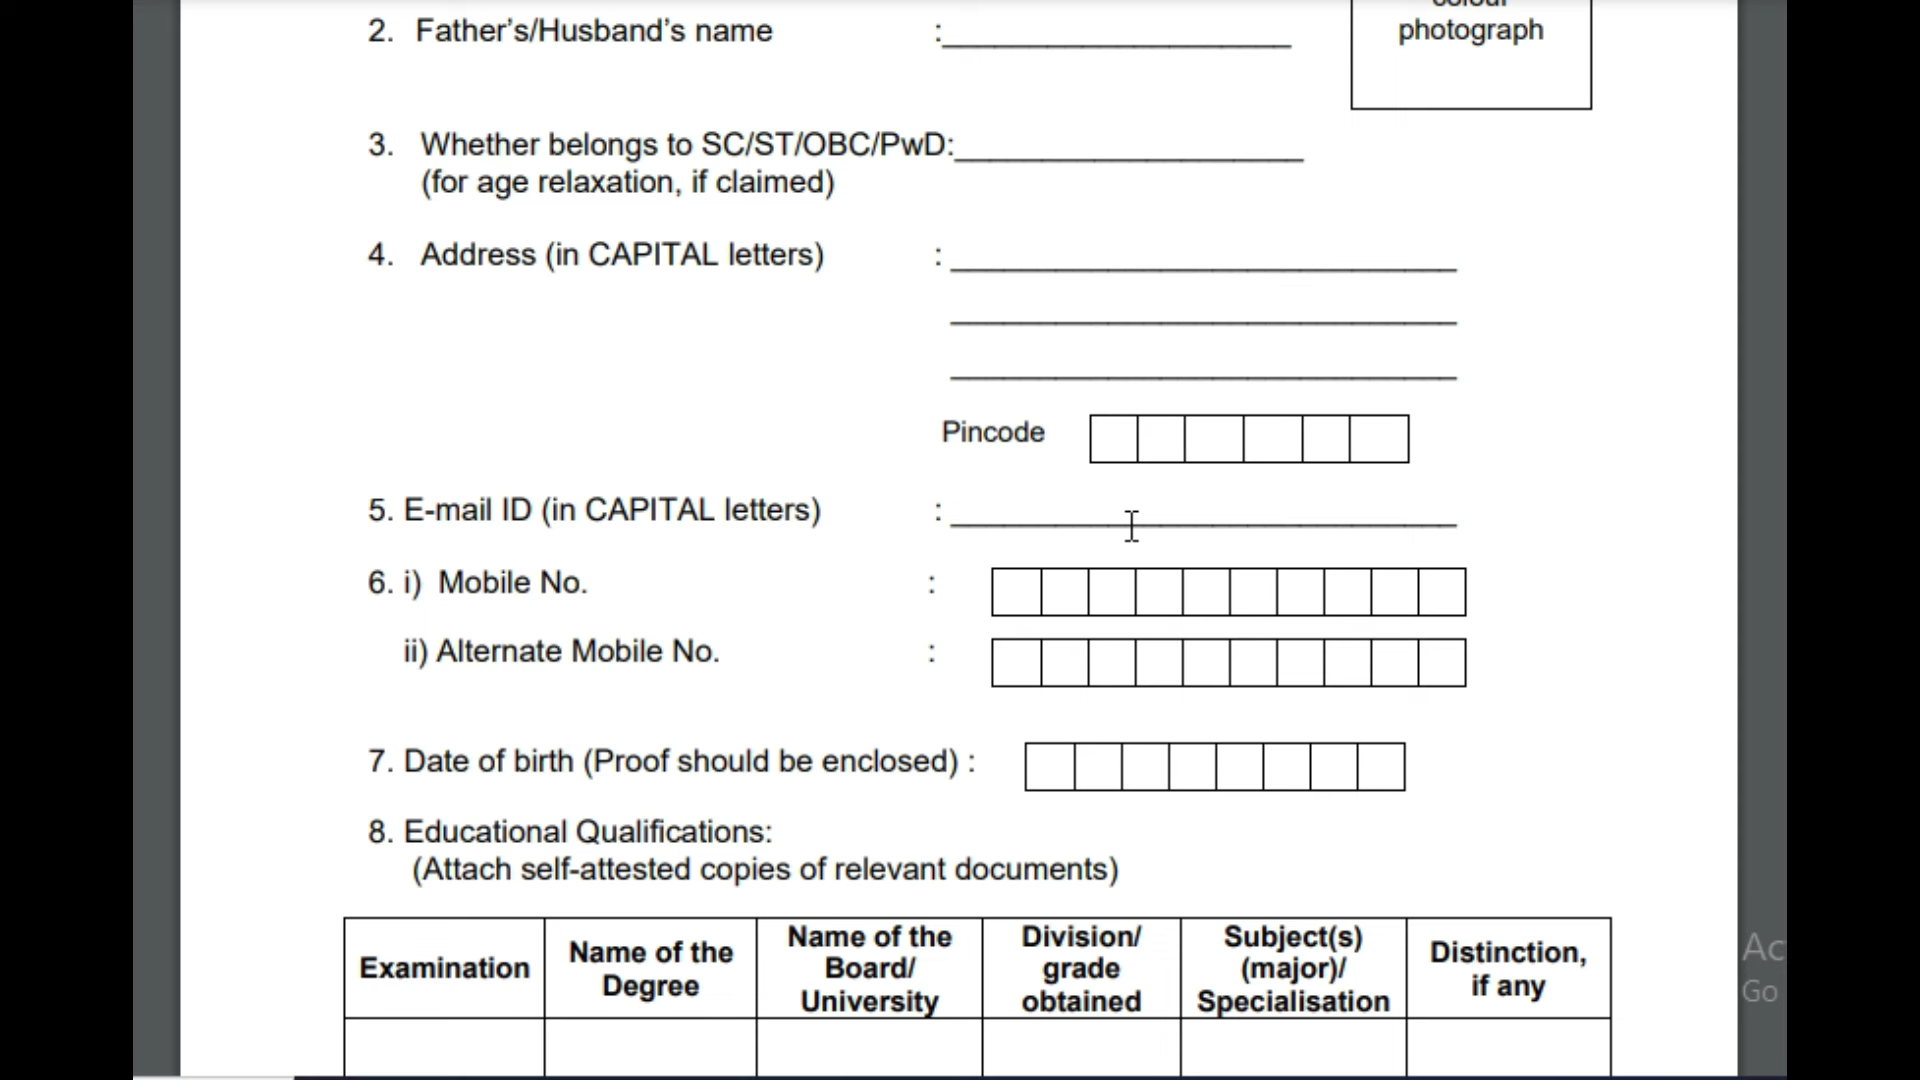 colour
photograph
2. Father’s/Husband’s name :
3. Whether belongs to SC/ST/OBC/PwD:
(for age relaxation, if claimed)
4. Address (in CAPITAL letters) :
Pincode
5. E-mail ID (in CAPITAL letters) :
6. i) Mobile No. :
ii) Alternate Mobile No. :
7. Date of birth (Proof should be enclosed) :
8. Educational Qualifications:
(Attach self-attested copies of relevant documents)
Examination
Name of the
Degree
Name of the
Board/
University
Division/
grade
obtained
Subject(s)
(major)/
Specialisation
Distinction,
if any
Ac
Go